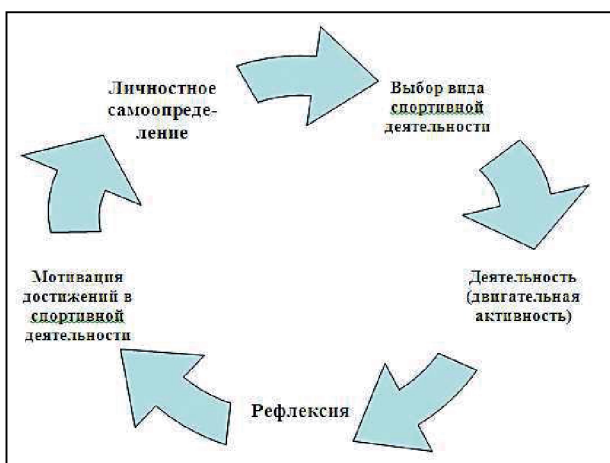 Личностное
самоопреде-
ление
Выбор вида
спортивной
деятельности
Деятельность
(двигательная
активность)
Рефлексия
Мотивация
достижений в
спортивной
деятельности